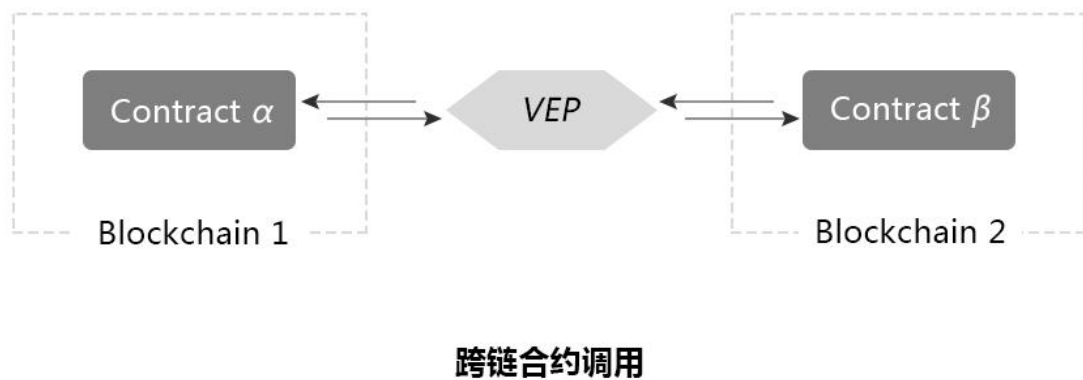 Contract α
VEP
Contract β
Blockchain 1
Blockchain 2
跨链合约调用